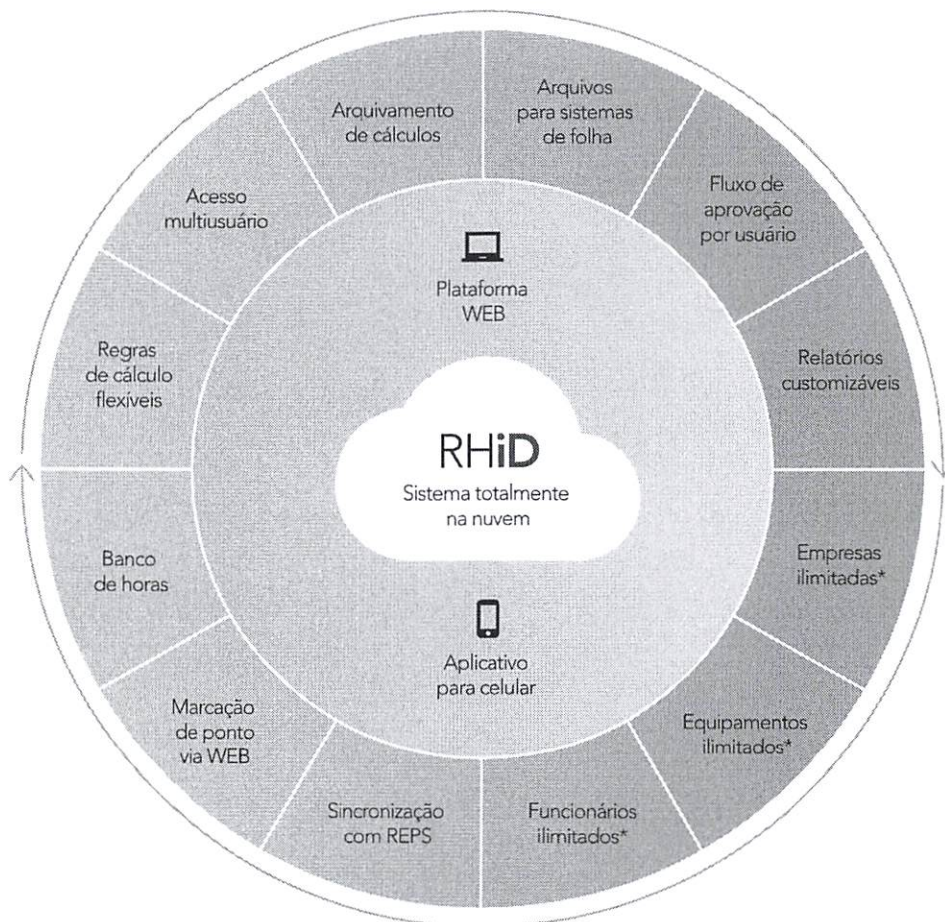 Arquivamento
de cálculos
Arquivos
para sistemas
de folha
Fluxo de
aprovação
por usuário
Relatórios
customizáveis
Empresas
ilimitadas*
Equipamentos
ilimitados*
Funcionários
ilimitados*
Sincronização
com REPS
Marcação
de ponto
via WEB
Banco
de horas
Regras
de cálculo
flexíveis
Acesso
multiusuário
Plataforma
WEB
RHiD
Sistema totalmente
na nuvem
Aplicativo
para celular